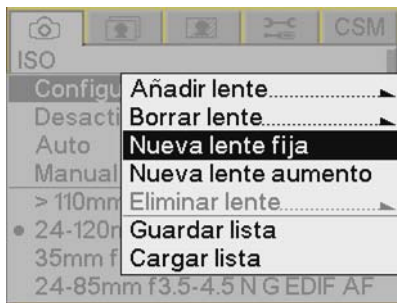 CSM
ISO
Configu
Añadir lente
Desacti
Borrar lente
Auto
Nueva lente fija
Manual
Nueva lente aumento
> 110mm
Eliminar lente
24-120m
Guardar lista
35mm f
Cargar lista
24-85mm f3.5-4.5 N G EDIF AF